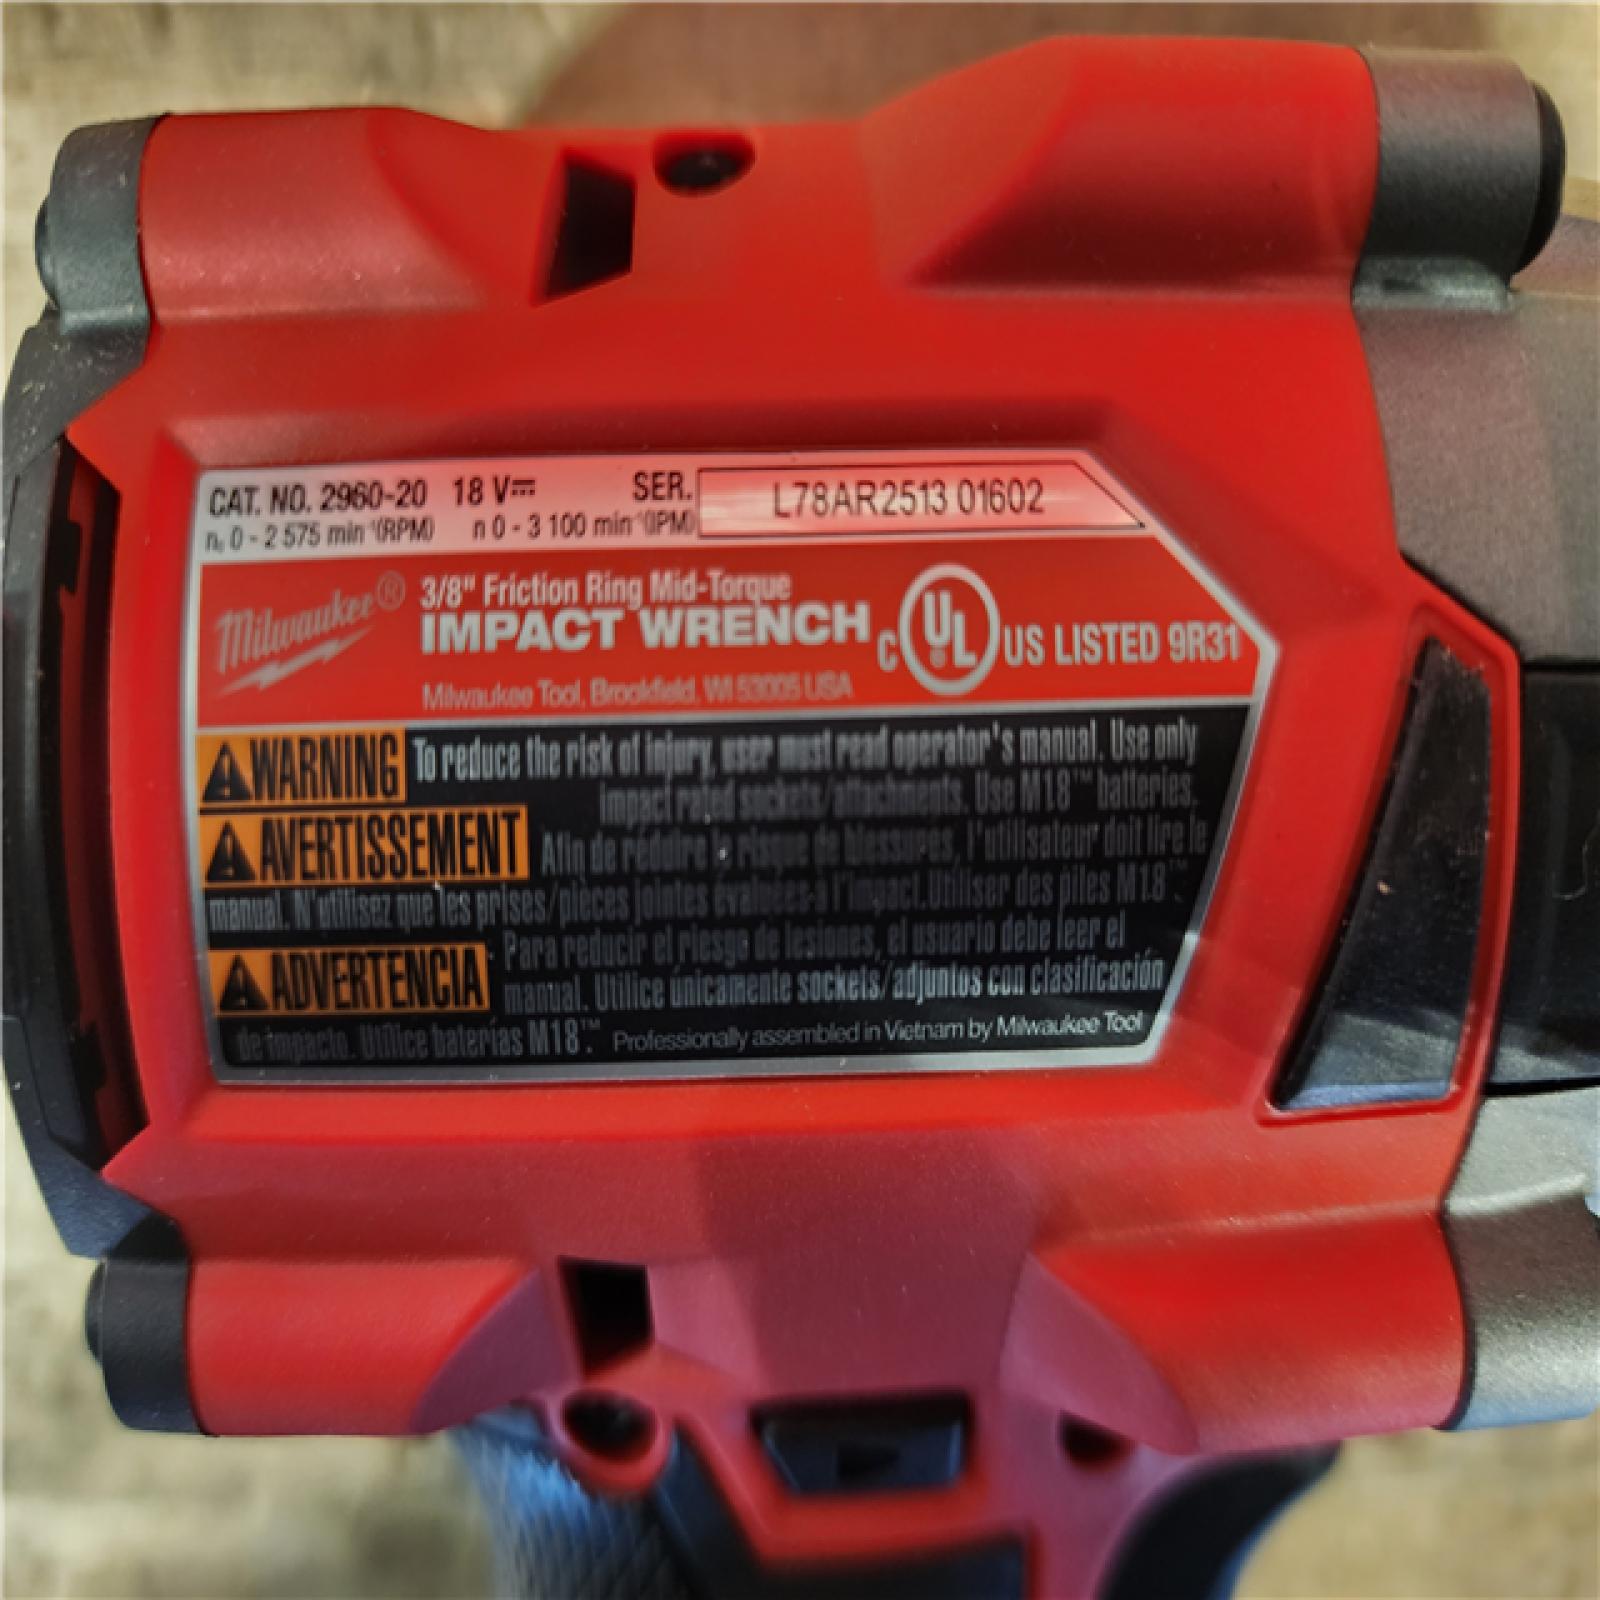 CAT. NO. 2960-20 18 V⎓ SER. L78AR2513 01602
n₀ 0 - 2 575 min⁻¹(RPM) n 0 - 3 100 min⁻¹(IPM)
Milwaukee®
3/8" Friction Ring Mid-Torque
IMPACT WRENCH
Milwaukee Tool, Brookfield, WI 53005 USA
C UL® US LISTED 9R31
WARNING To reduce the risk of injury, user must read operator's manual. Use only
impact rated sockets/attachments. Use M18™ batteries.
AVERTISSEMENT Afin de réduire le risque de blessures, l'utilisateur doit lire le
manual. N'utilisez que les prises/pièces jointes évaluées à l'impact. Utiliser des piles M18™.
ADVERTENCIA Para reducir el riesgo de lesiones, el usuario debe leer el
manual. Utilice únicamente sockets/adjuntos con clasificación
de impacto. Utilice baterías M18™. Professionally assembled in Vietnam by Milwaukee Tool